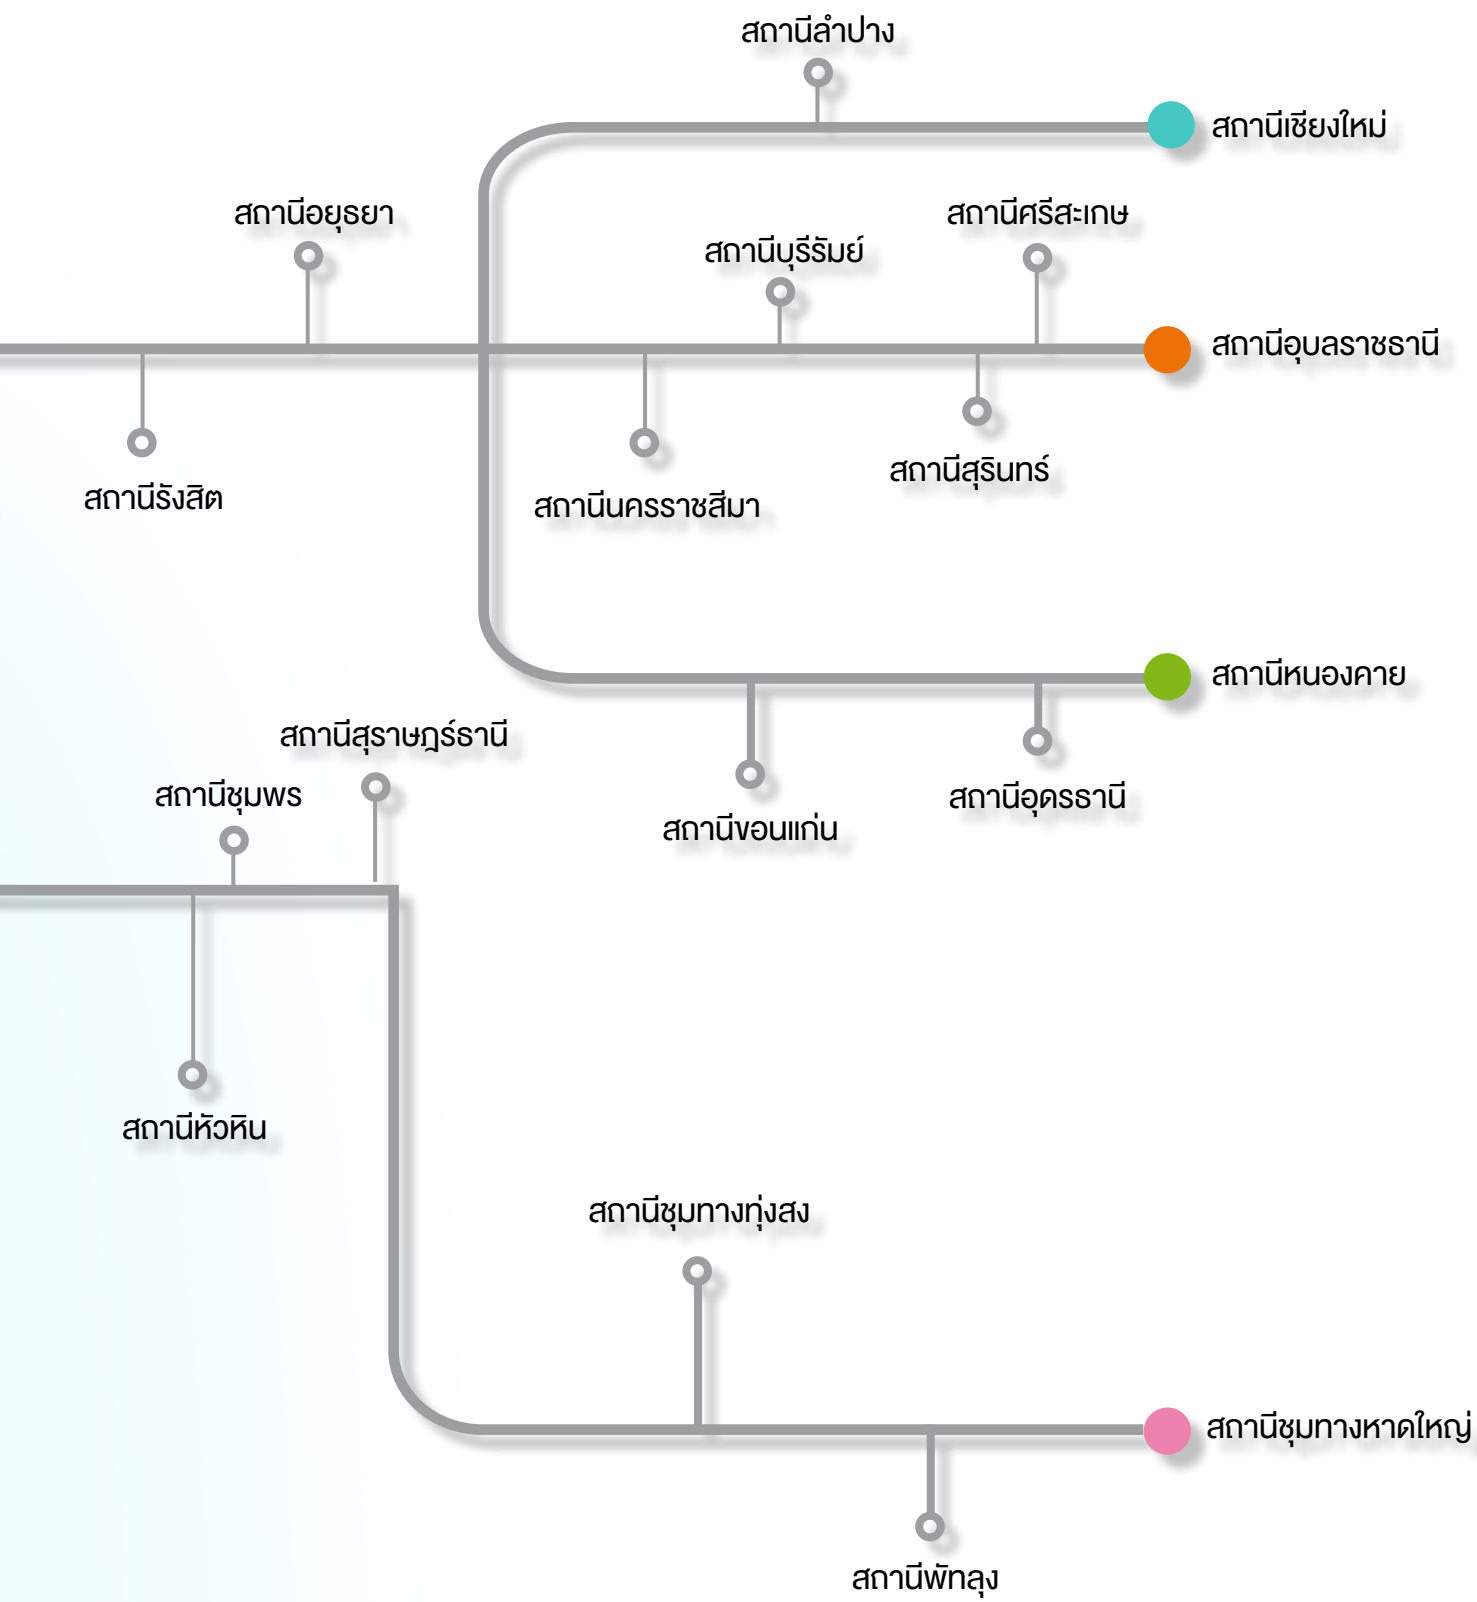 สถานีลำปาง
สถานีเชียงใหม่
สถานีอยุธยา
สถานีศรีสะเกษ
สถานีบุรีรัมย์
สถานีอุบลราชธานี
สถานีสุรินทร์
สถานีรังสิต
สถานีนครราชสีมา
สถานีหนองคาย
สถานีสุราษฎร์ธานี
สถานีชุมพร
สถานีอุดรธานี
สถานีขอนแก่น
สถานีหัวหิน
สถานีชุมทางทุ่งสง
สถานีชุมทางหาดใหญ่
สถานีพัทลุง